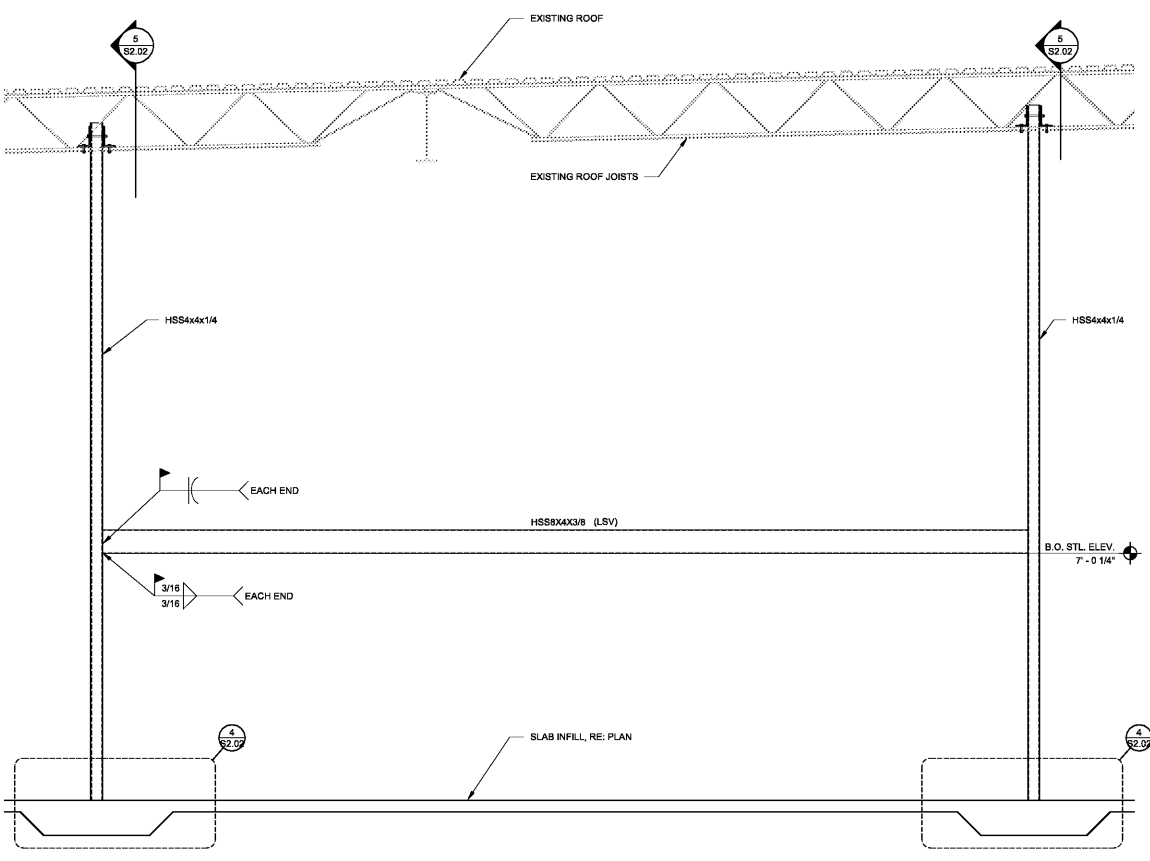 EXISTING ROOF
5
S2.02
5
S2.02
EXISTING ROOF JOISTS
HSS4x4x1/4
HSS4x4x1/4
EACH END
HSS8X4X3/8 (LSV)
B.O. STL. ELEV.
7' - 0 1/4"
3/16
3/16
EACH END
4
S2.02
SLAB INFILL, RE: PLAN
4
S2.02